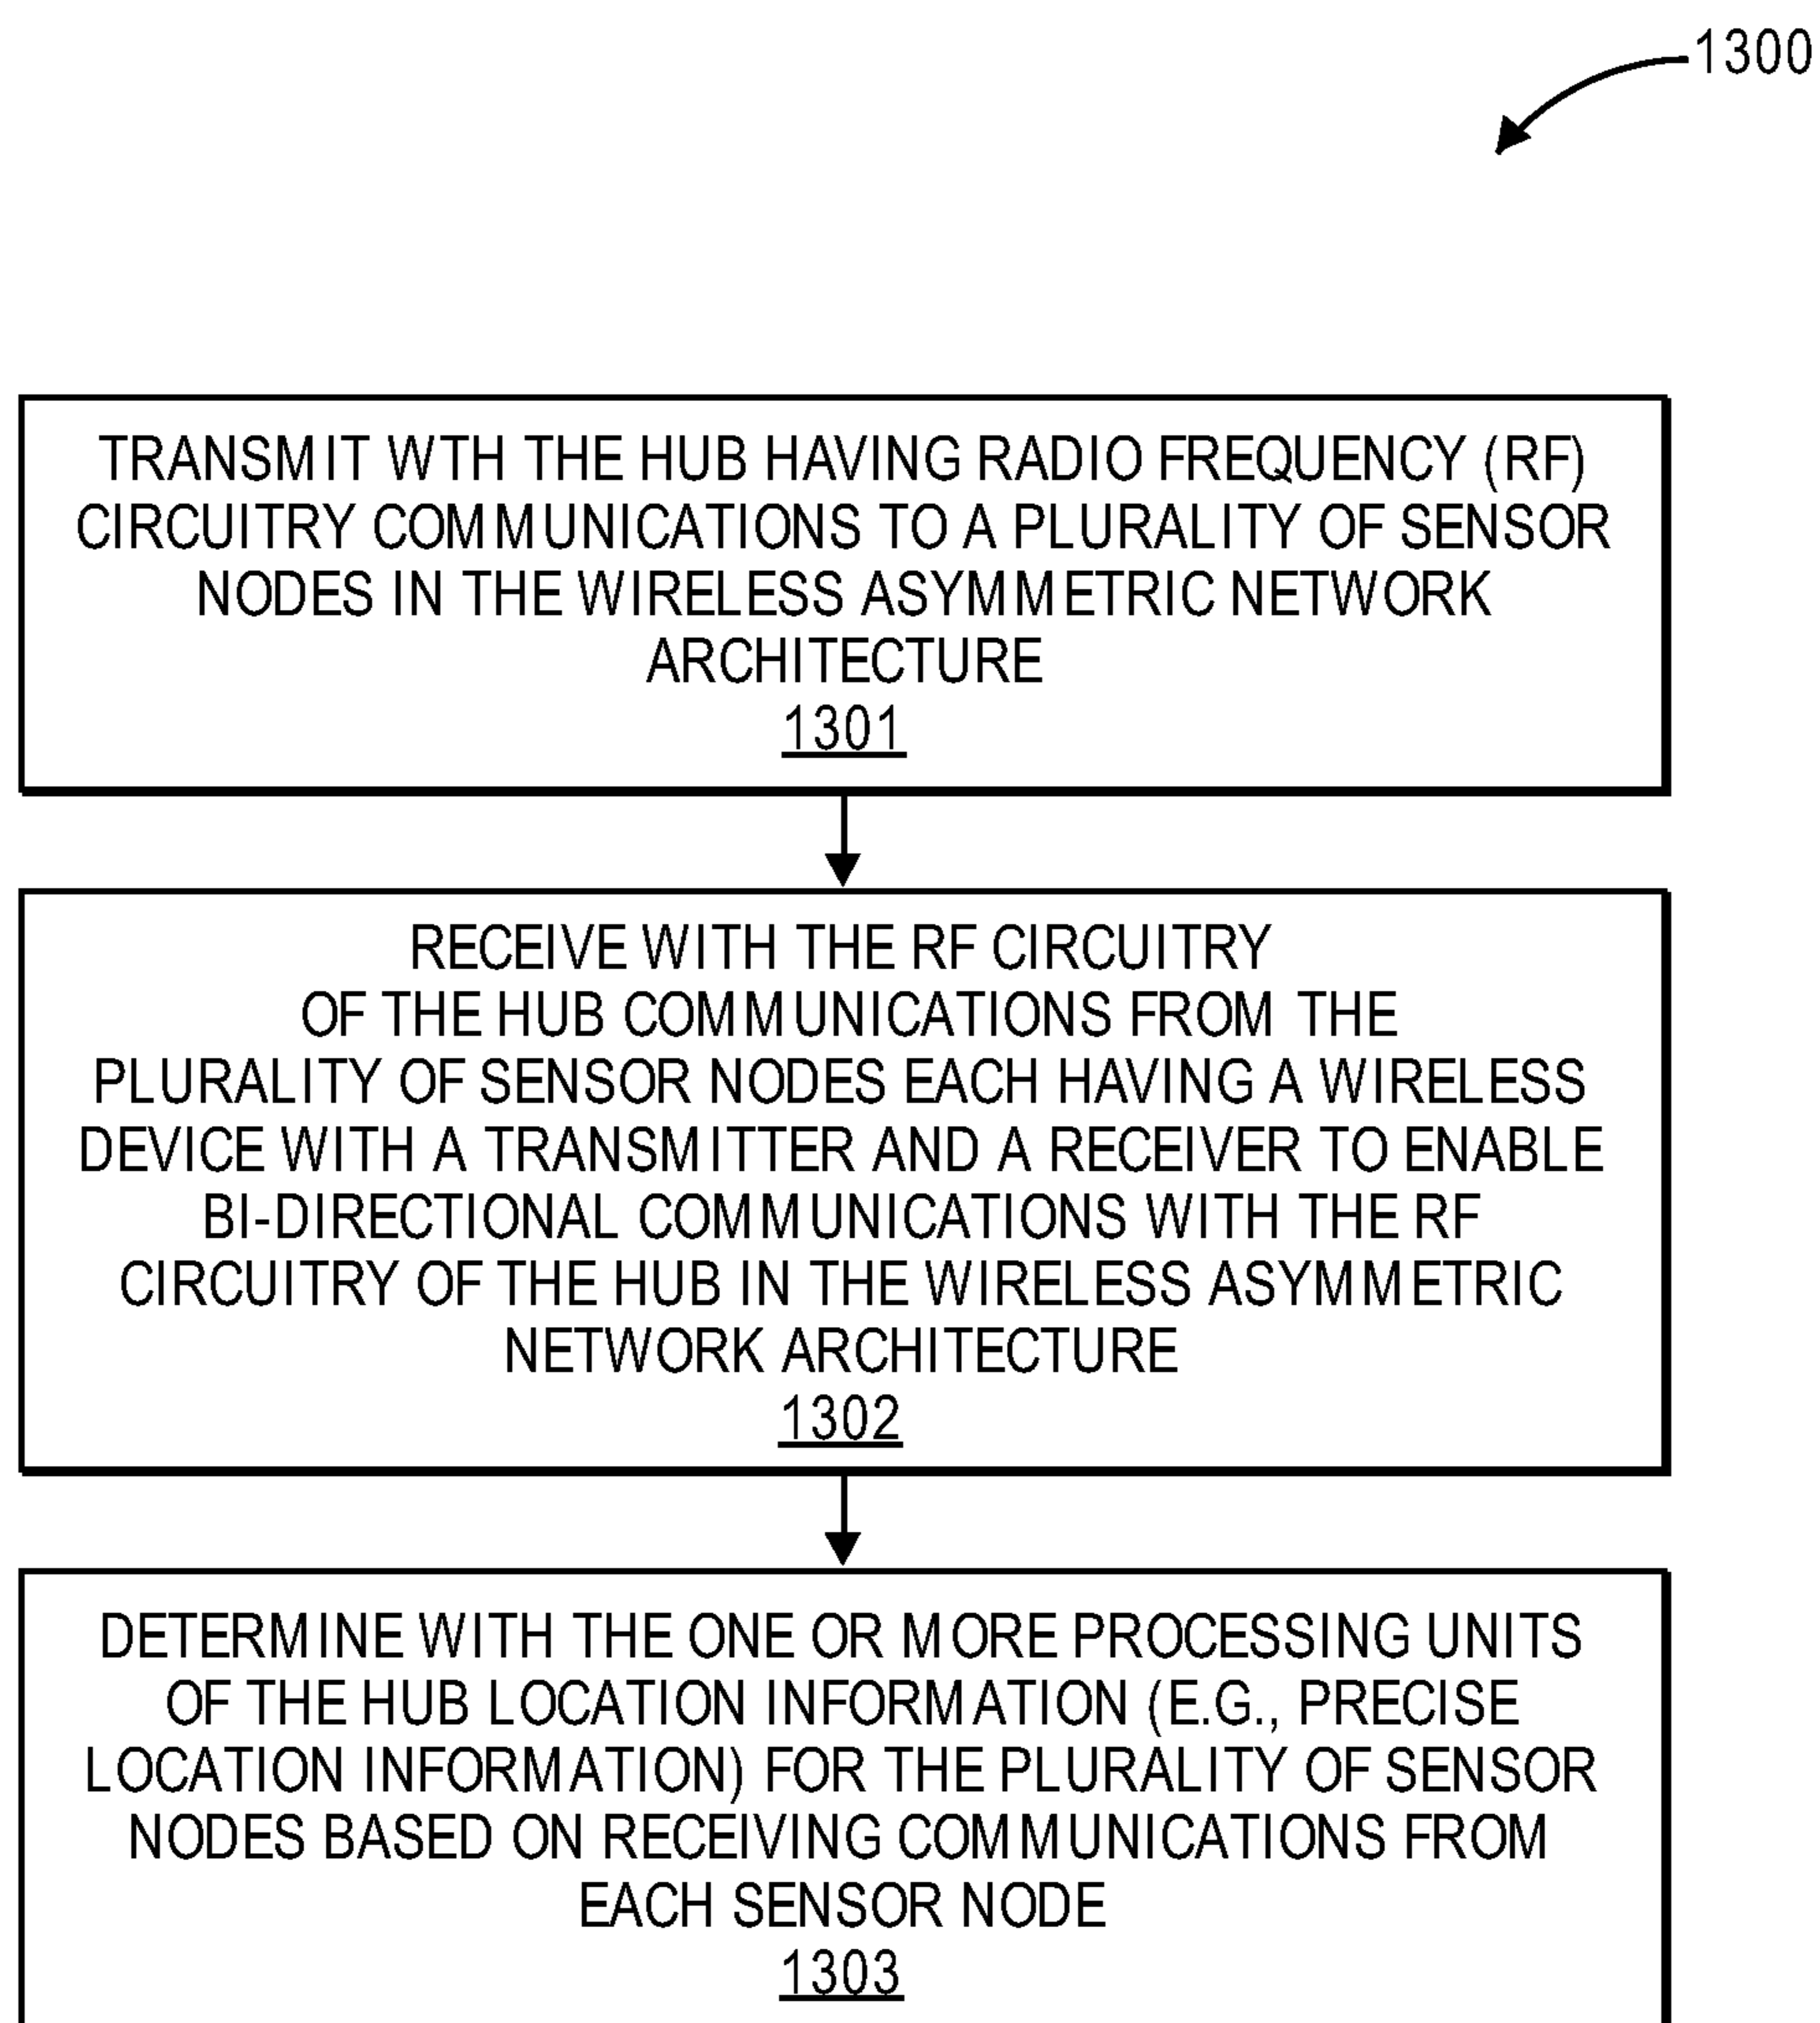 1300
TRANSMIT WTH THE HUB HAVING RADIO FREQUENCY (RF)
CIRCUITRY COMMUNICATIONS TO A PLURALITY OF SENSOR
NODES IN THE WIRELESS ASYMMETRIC NETWORK
ARCHITECTURE
1301
RECEIVE WITH THE RF CIRCUITRY
OF THE HUB COMMUNICATIONS FROM THE
PLURALITY OF SENSOR NODES EACH HAVING A WIRELESS
DEVICE WITH A TRANSMITTER AND A RECEIVER TO ENABLE
BI-DIRECTIONAL COMMUNICATIONS WITH THE RF
CIRCUITRY OF THE HUB IN THE WIRELESS ASYMMETRIC
NETWORK ARCHITECTURE
1302
DETERMINE WITH THE ONE OR MORE PROCESSING UNITS
OF THE HUB LOCATION INFORMATION (E.G., PRECISE
LOCATION INFORMATION) FOR THE PLURALITY OF SENSOR
NODES BASED ON RECEIVING COMMUNICATIONS FROM
EACH SENSOR NODE
1303